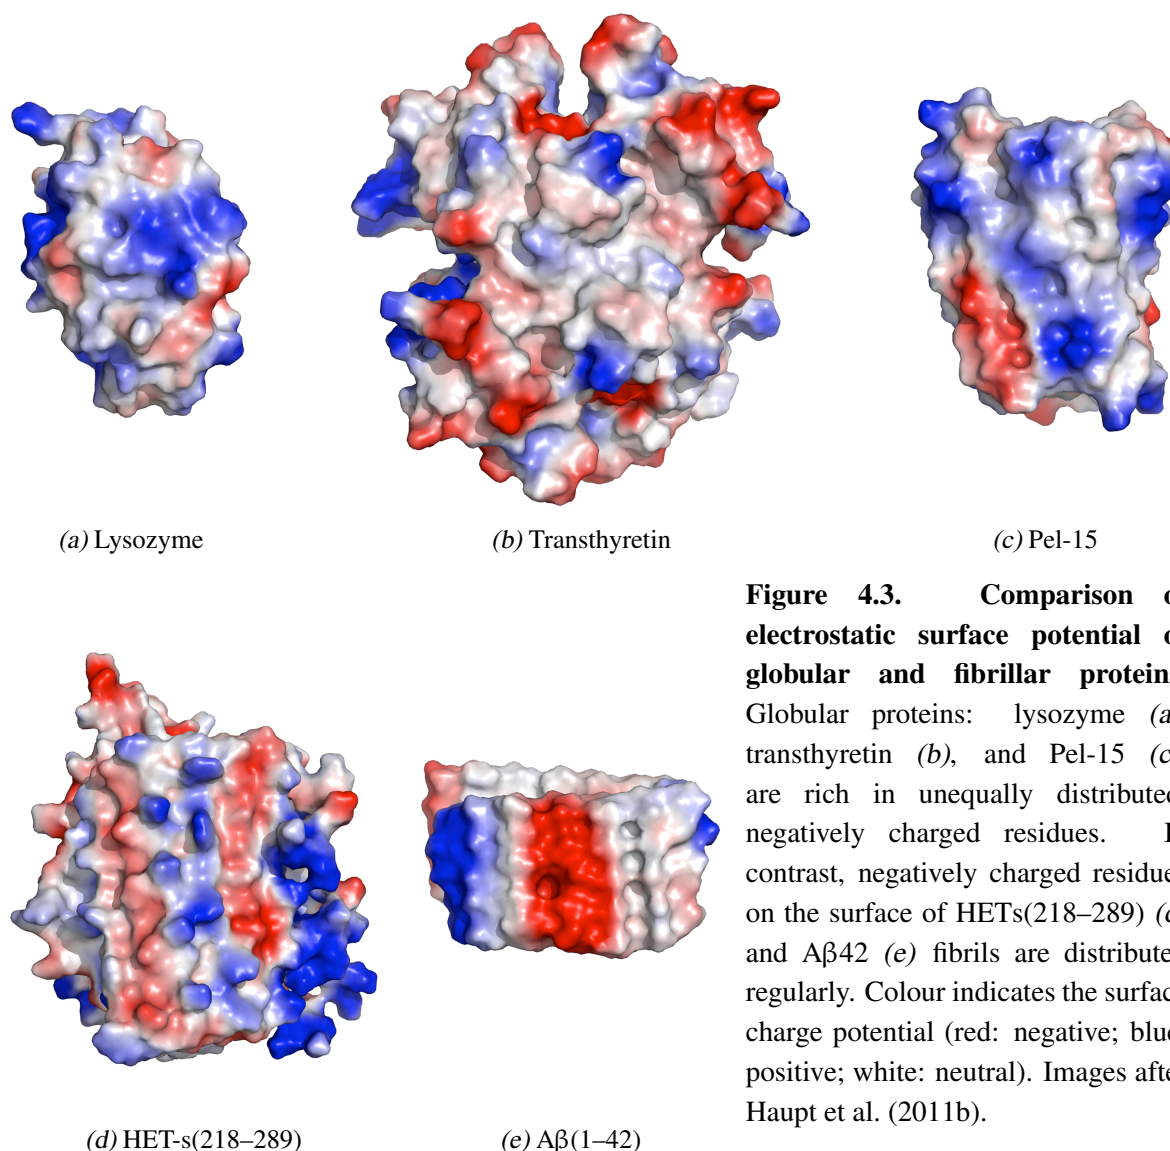 (a) Lysozyme
(b) Transthyretin
(c) Pel-15
Figure 4.3. Comparison o
electrostatic surface potential o
globular and fibrillar protein
Globular proteins: lysozyme (a
transthyretin (b), and Pel-15 (c
are rich in unequally distributed
negatively charged residues. I
contrast, negatively charged residue
on the surface of HETs(218–289) (d
and Aβ42 (e) fibrils are distribute
regularly. Colour indicates the surfac
charge potential (red: negative; blue
positive; white: neutral). Images afte
Haupt et al. (2011b).
(d) HET-s(218–289)
(e) Aβ(1–42)